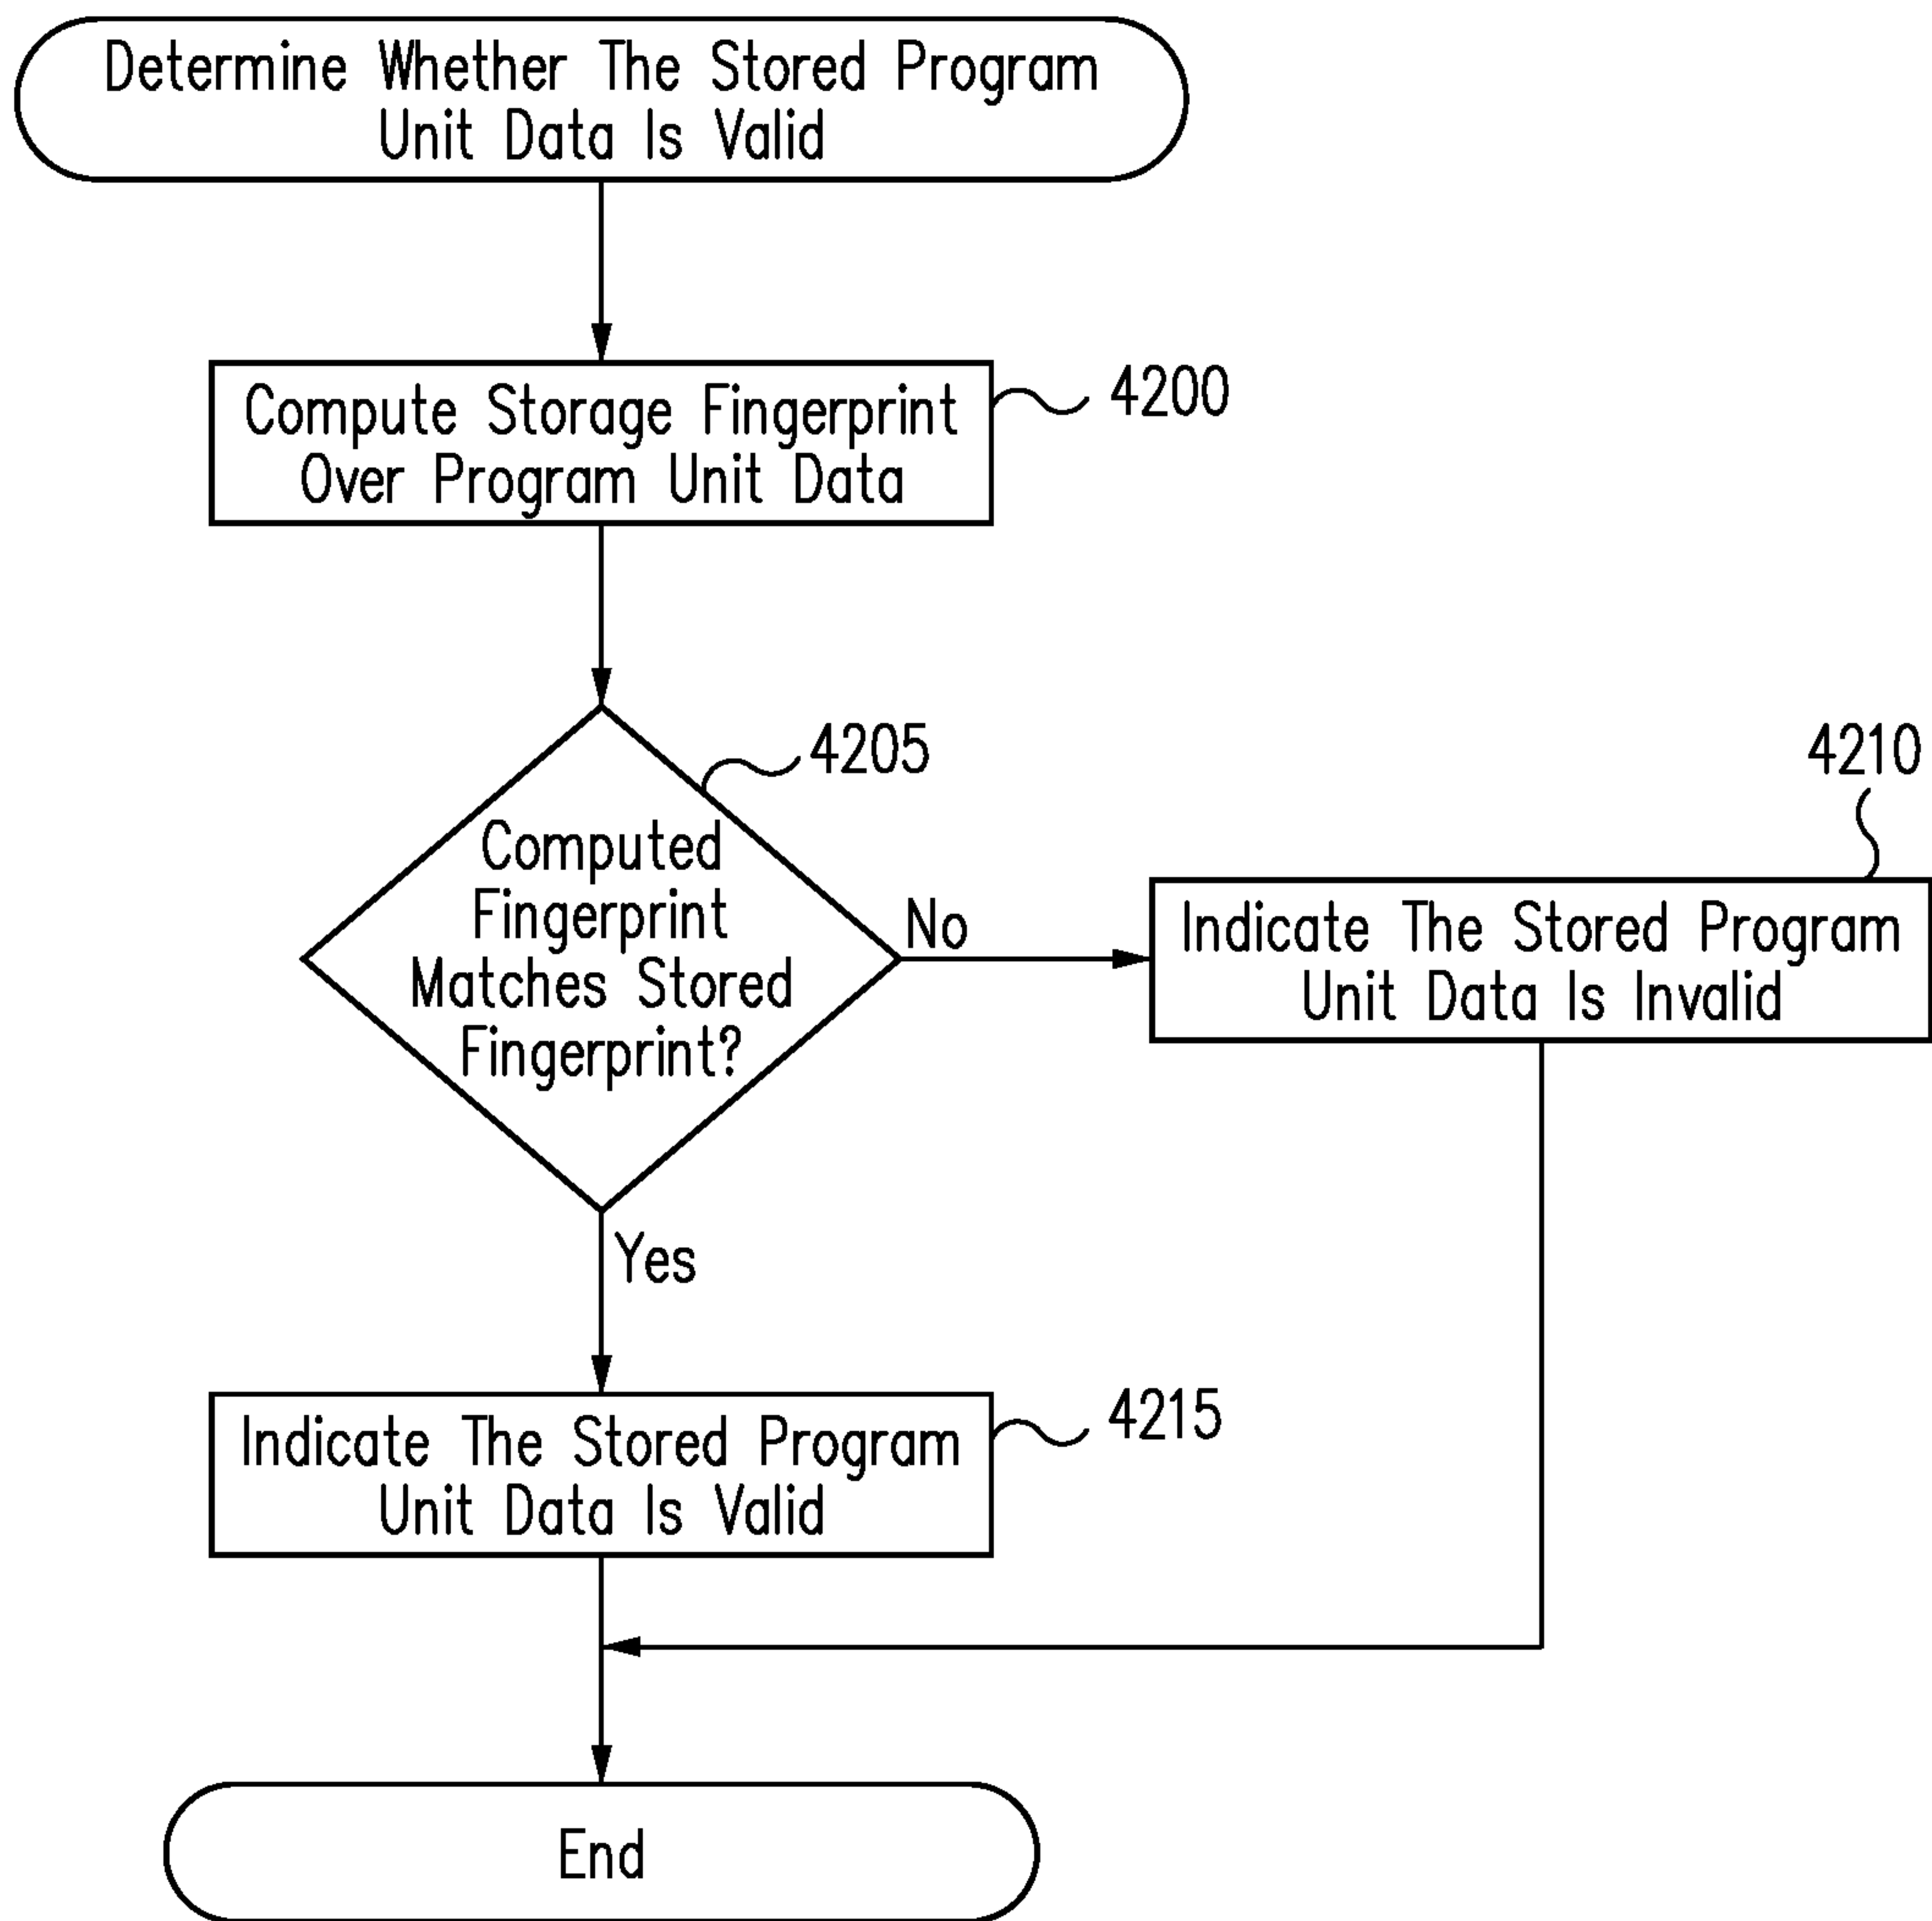 Determine Whether The Stored Program
Unit Data Is Valid
Compute Storage Fingerprint
Over Program Unit Data
4200
4205
Computed
Fingerprint
Matches Stored
Fingerprint?
No
4210
Indicate The Stored Program
Unit Data Is Invalid
Yes
Indicate The Stored Program
Unit Data Is Valid
4215
End